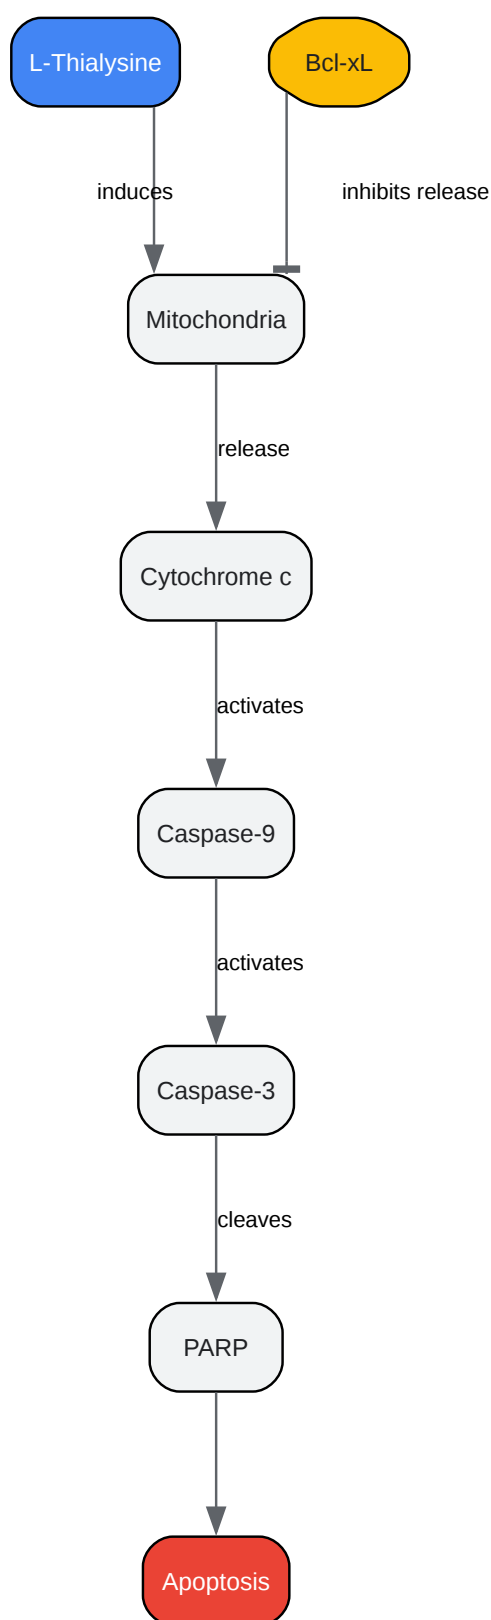 L-Thialysine
Bcl-xL
induces
inhibits release
Mitochondria
release
Cytochrome c
activates
Caspase-9
activates
Caspase-3
cleaves
PARP
Apoptosis